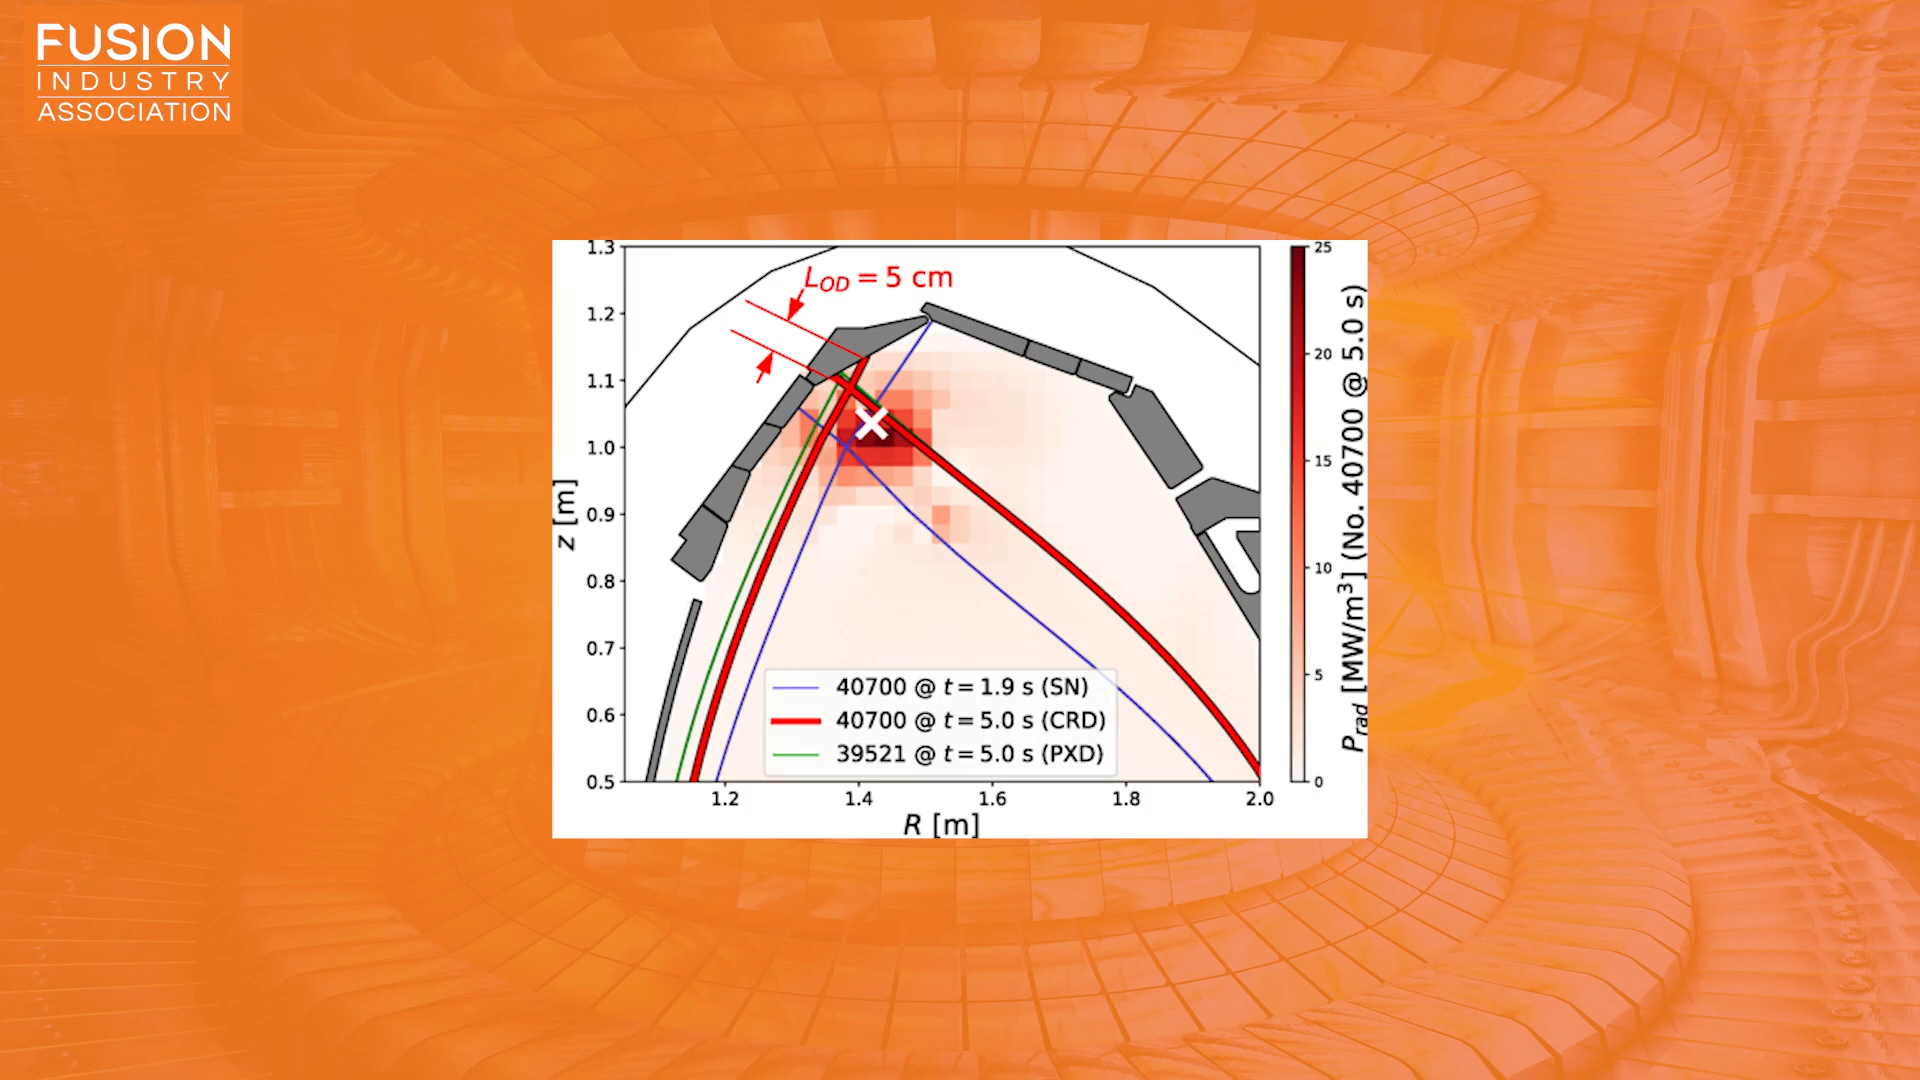 FUSION
INDUSTRY
ASSOCIATION
L_OD = 5 cm
1.3
1.2
1.1
1.0
0.9
0.8
0.7
0.6
0.5
z [m]
40700 @ t = 1.9 s (SN)
40700 @ t = 5.0 s (CRD)
39521 @ t = 5.0 s (PXD)
1.2 1.4 1.6 1.8 2.0
R [m]
25
20
15
10
5
0
P_rad [MW/m³] (No. 40700 @ 5.0 s)